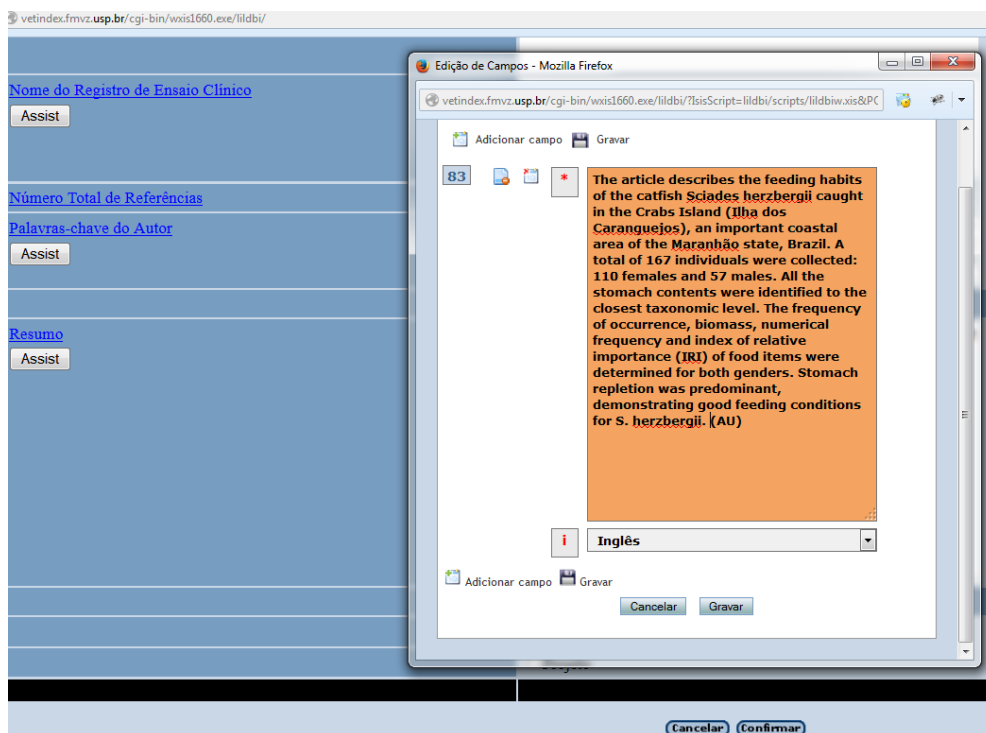 vetindex.fmvz.usp.br/cgi-bin/wxis1660.exe/lildbi/
Nome do Registro de Ensaio Clínico
Assist
Número Total de Referências
Palavras-chave do Autor
Assist
Resumo
Assist
Edição de Campos - Mozilla Firefox
vetindex.fmvz.usp.br/cgi-bin/wxis1660.exe/lildbi/?IsisScript=lildbi/scripts/lildbiw.xis&PC
Adicionar campo Gravar
83 *
The article describes the feeding habits
of the catfish Sciades herzbergii caught
in the Crabs Island (Ilha dos
Caranguejos), an important coastal
area of the Maranhão state, Brazil. A
total of 167 individuals were collected:
110 females and 57 males. All the
stomach contents were identified to the
closest taxonomic level. The frequency
of occurrence, biomass, numerical
frequency and index of relative
importance (IRI) of food items were
determined for both genders. Stomach
repletion was predominant,
demonstrating good feeding conditions
for S. herzbergii. (AU)
i Inglês
Adicionar campo Gravar
Cancelar Gravar
Cancelar Confirmar